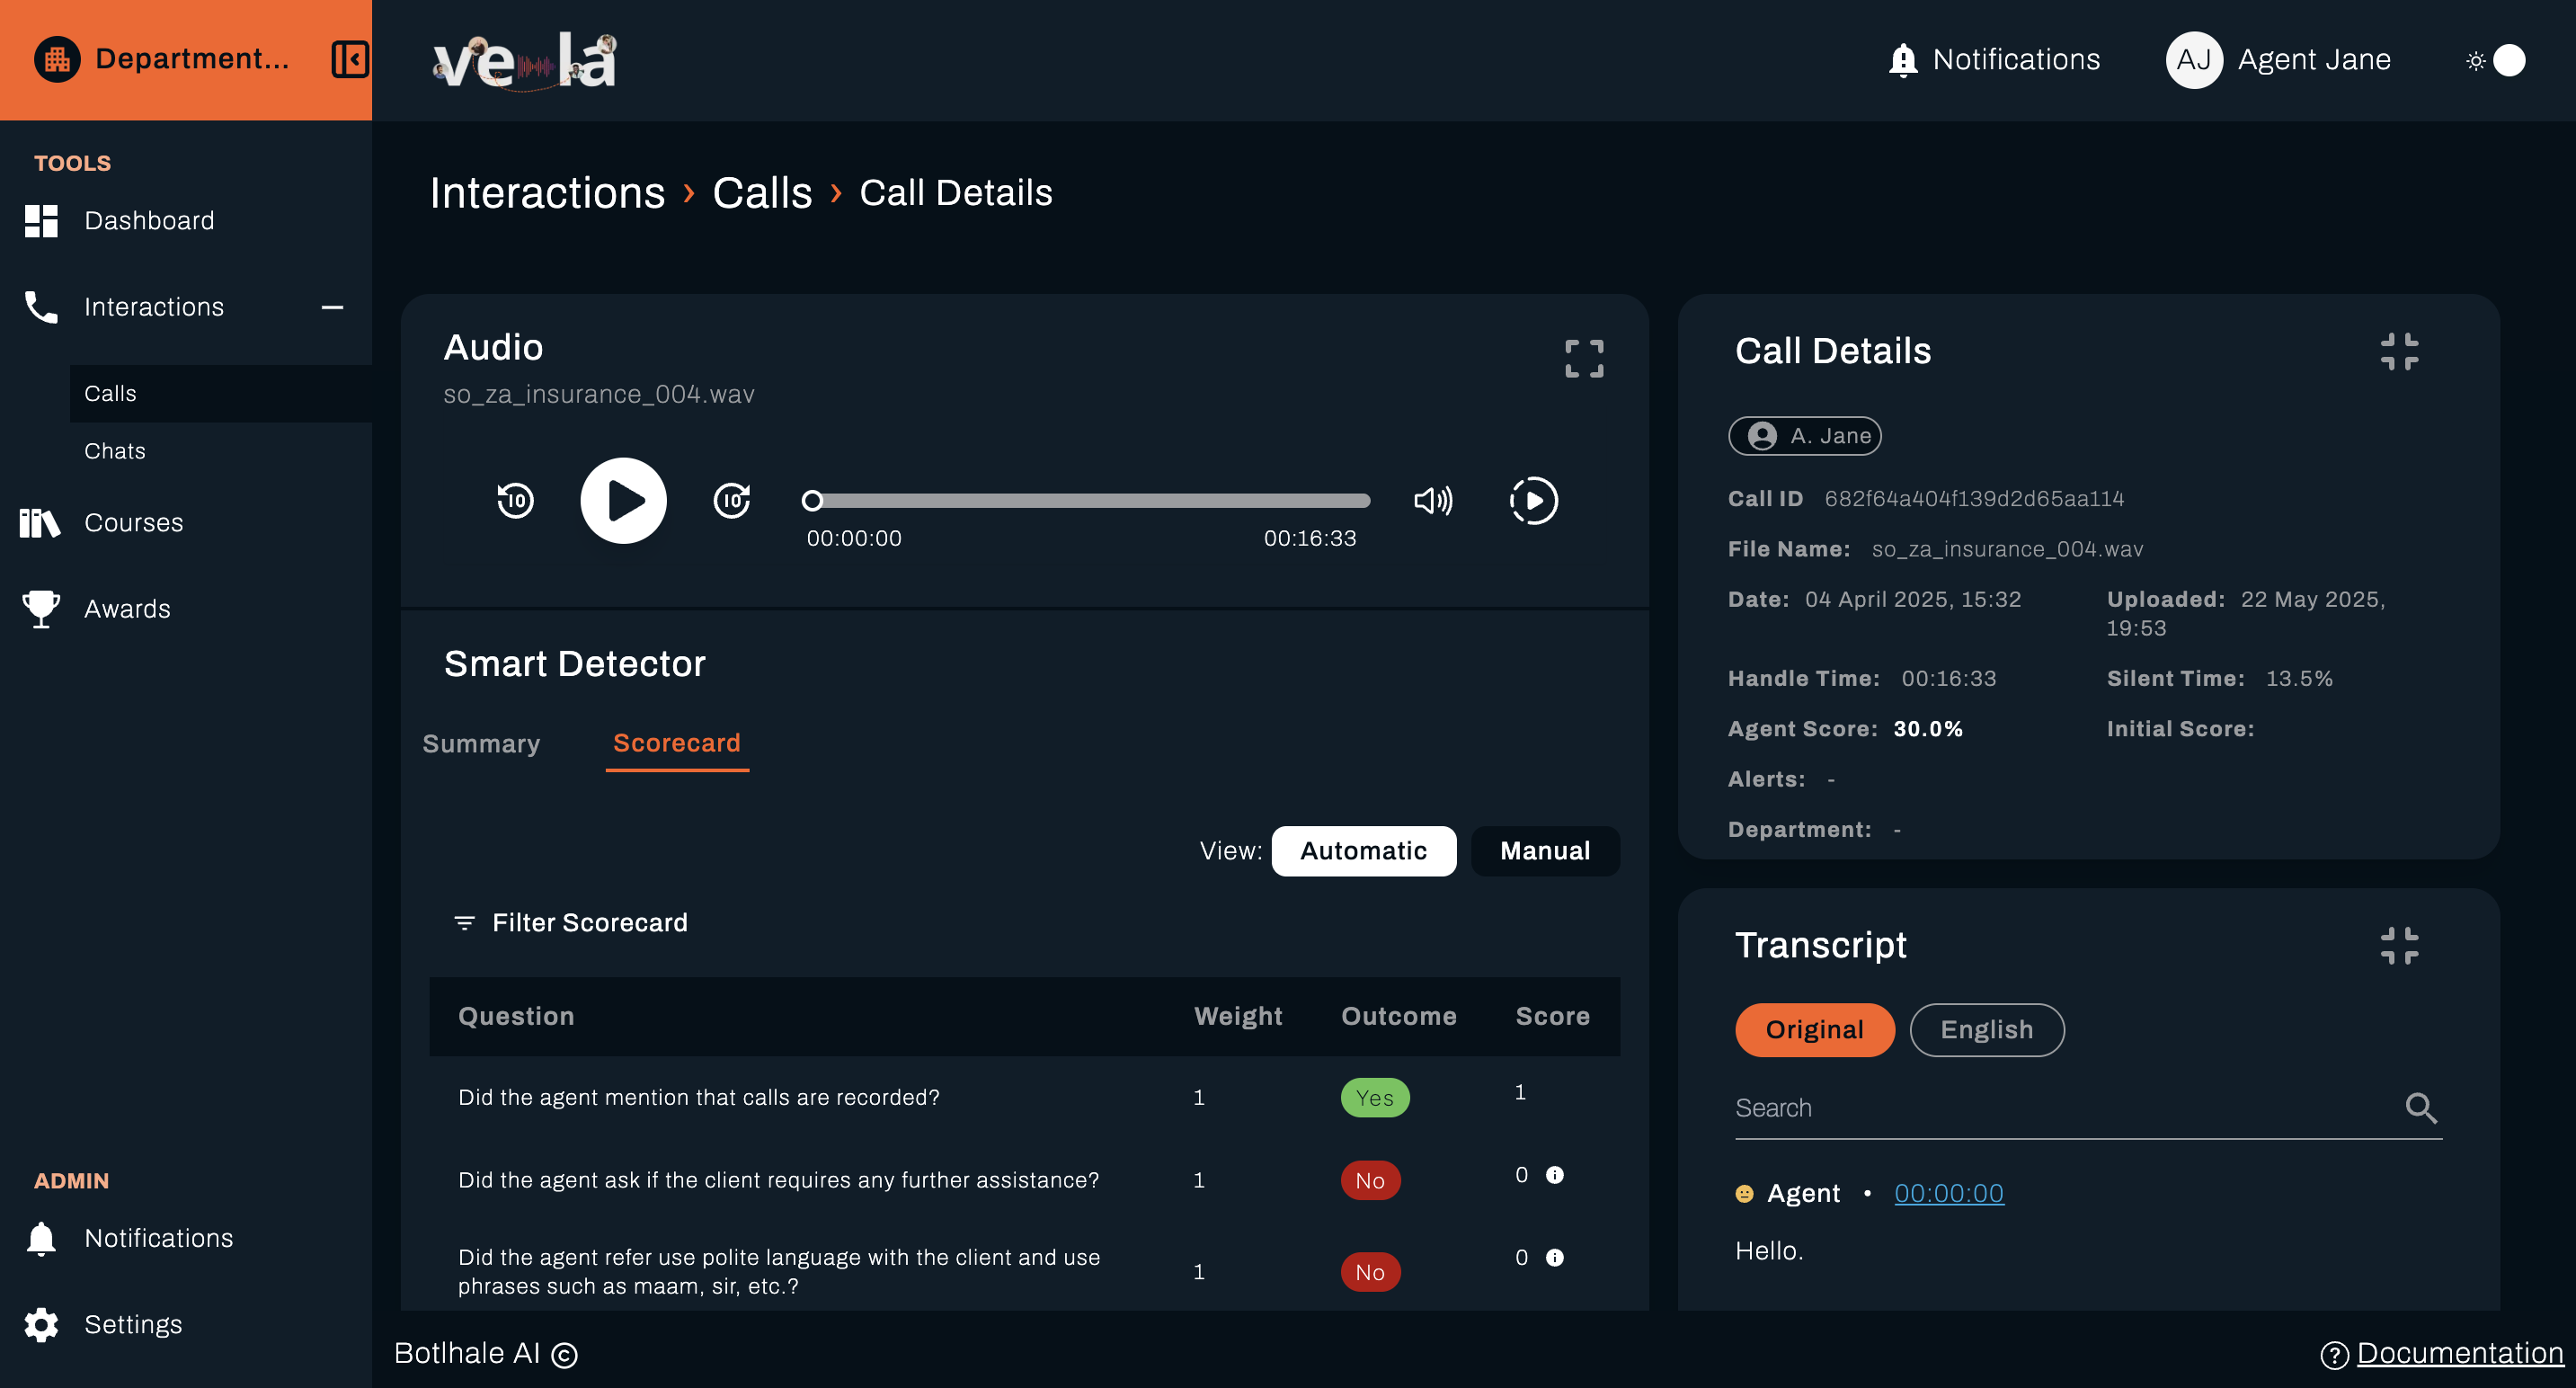 Department...
vela
Notifications
AJ
Agent Jane
TOOLS
Dashboard
Interactions
Calls
Chats
Courses
Awards
ADMIN
Notifications
Settings
Interactions › Calls › Call Details
Audio
so_za_insurance_004.wav
10
10
00:00:00
00:16:33
Smart Detector
Summary
Scorecard
View: Automatic Manual
Filter Scorecard
Question Weight Outcome Score
Did the agent mention that calls are recorded? 1 Yes 1
Did the agent ask if the client requires any further assistance? 1 No 0
Did the agent refer use polite language with the client and use
phrases such as maam, sir, etc.? 1 No 0
Call Details
A. Jane
Call ID 682f64a404f139d2d65aa114
File Name: so_za_insurance_004.wav
Date: 04 April 2025, 15:32
Uploaded: 22 May 2025,
19:53
Handle Time: 00:16:33
Silent Time: 13.5%
Agent Score: 30.0%
Initial Score:
Alerts: -
Department: -
Transcript
Original
English
Search
Agent • 00:00:00
Hello.
Botlhale AI ©
Documentation